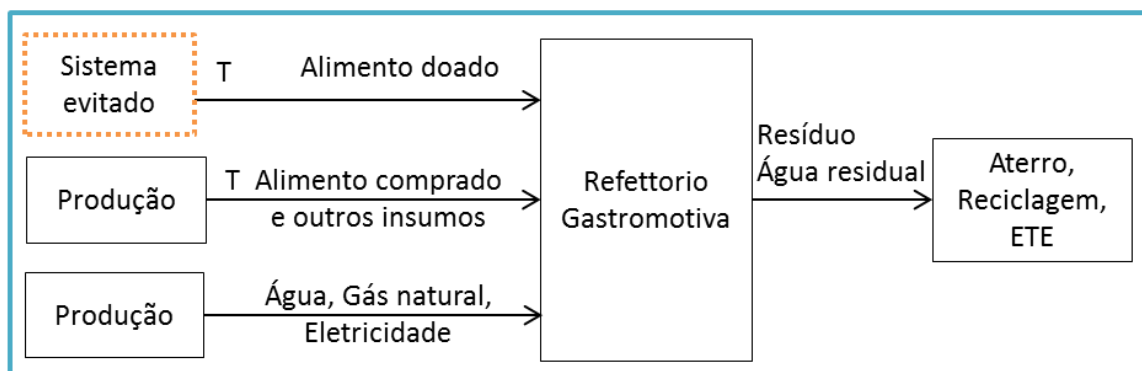 Sistema
evitado
T
Alimento doado
Produção
T Alimento comprado
e outros insumos
Produção
Água, Gás natural,
Eletricidade
Refettorio
Gastromotiva
Resíduo
Água residual
Aterro,
Reciclagem,
ETE